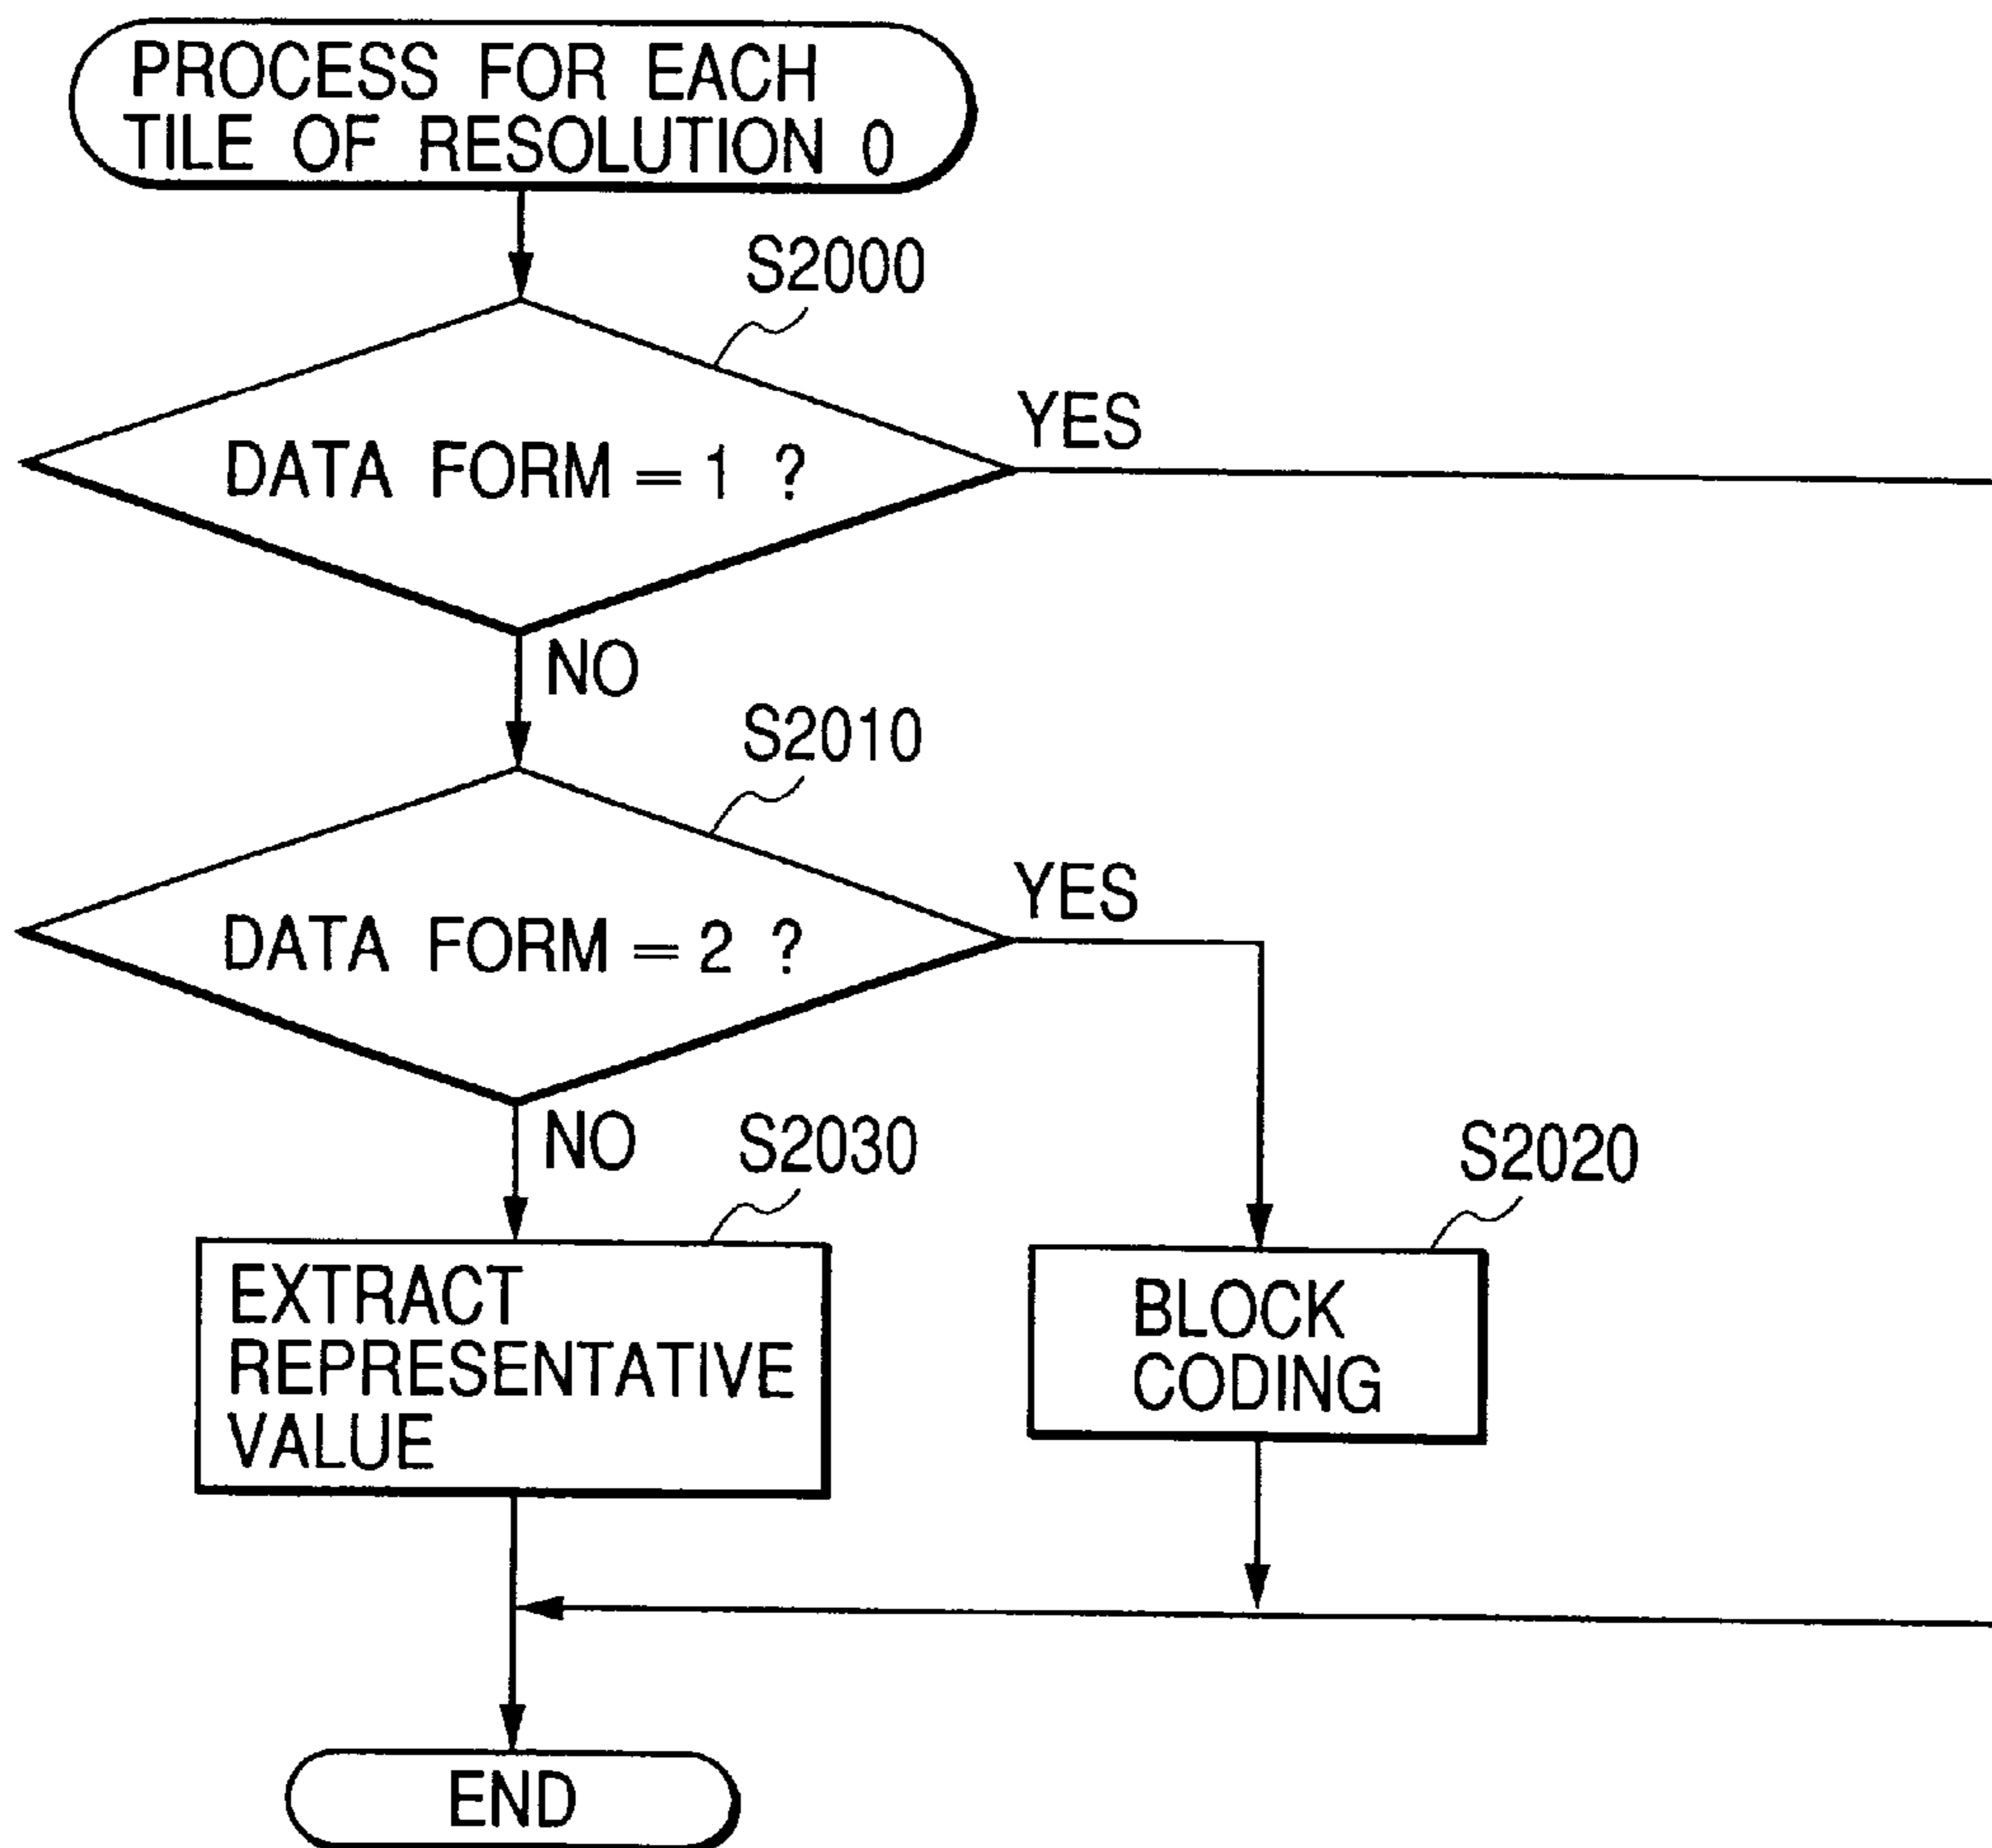 PROCESS FOR EACH
TILE OF RESOLUTION 0
S2000
DATA FORM = 1 ?
YES
NO
S2010
DATA FORM = 2 ?
YES
NO
S2030
S2020
EXTRACT
REPRESENTATIVE
VALUE
BLOCK
CODING
END